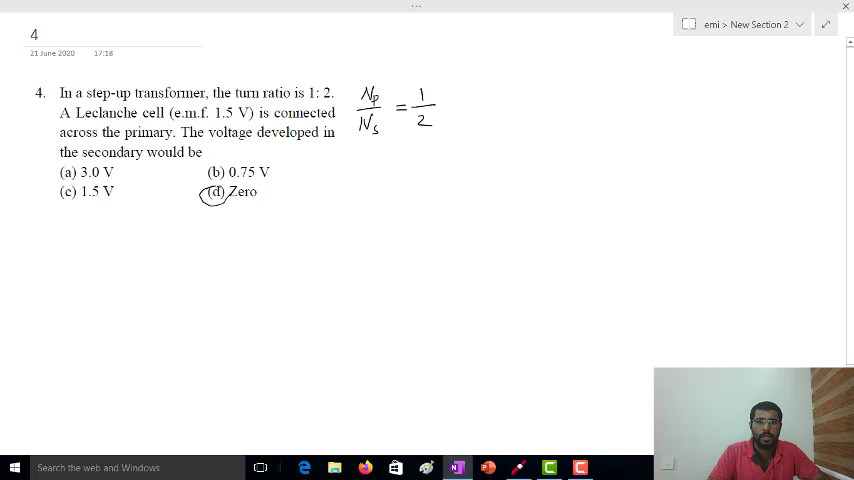 ...
emi > New Section 2
4
21 June 2020 17:18
4. In a step-up transformer, the turn ratio is 1: 2.
A Leclanche cell (e.m.f. 1.5 V) is connected
across the primary. The voltage developed in
the secondary would be
(a) 3.0 V (b) 0.75 V
(c) 1.5 V (d) Zero
Np/Ns = 1/2
Search the web and Windows